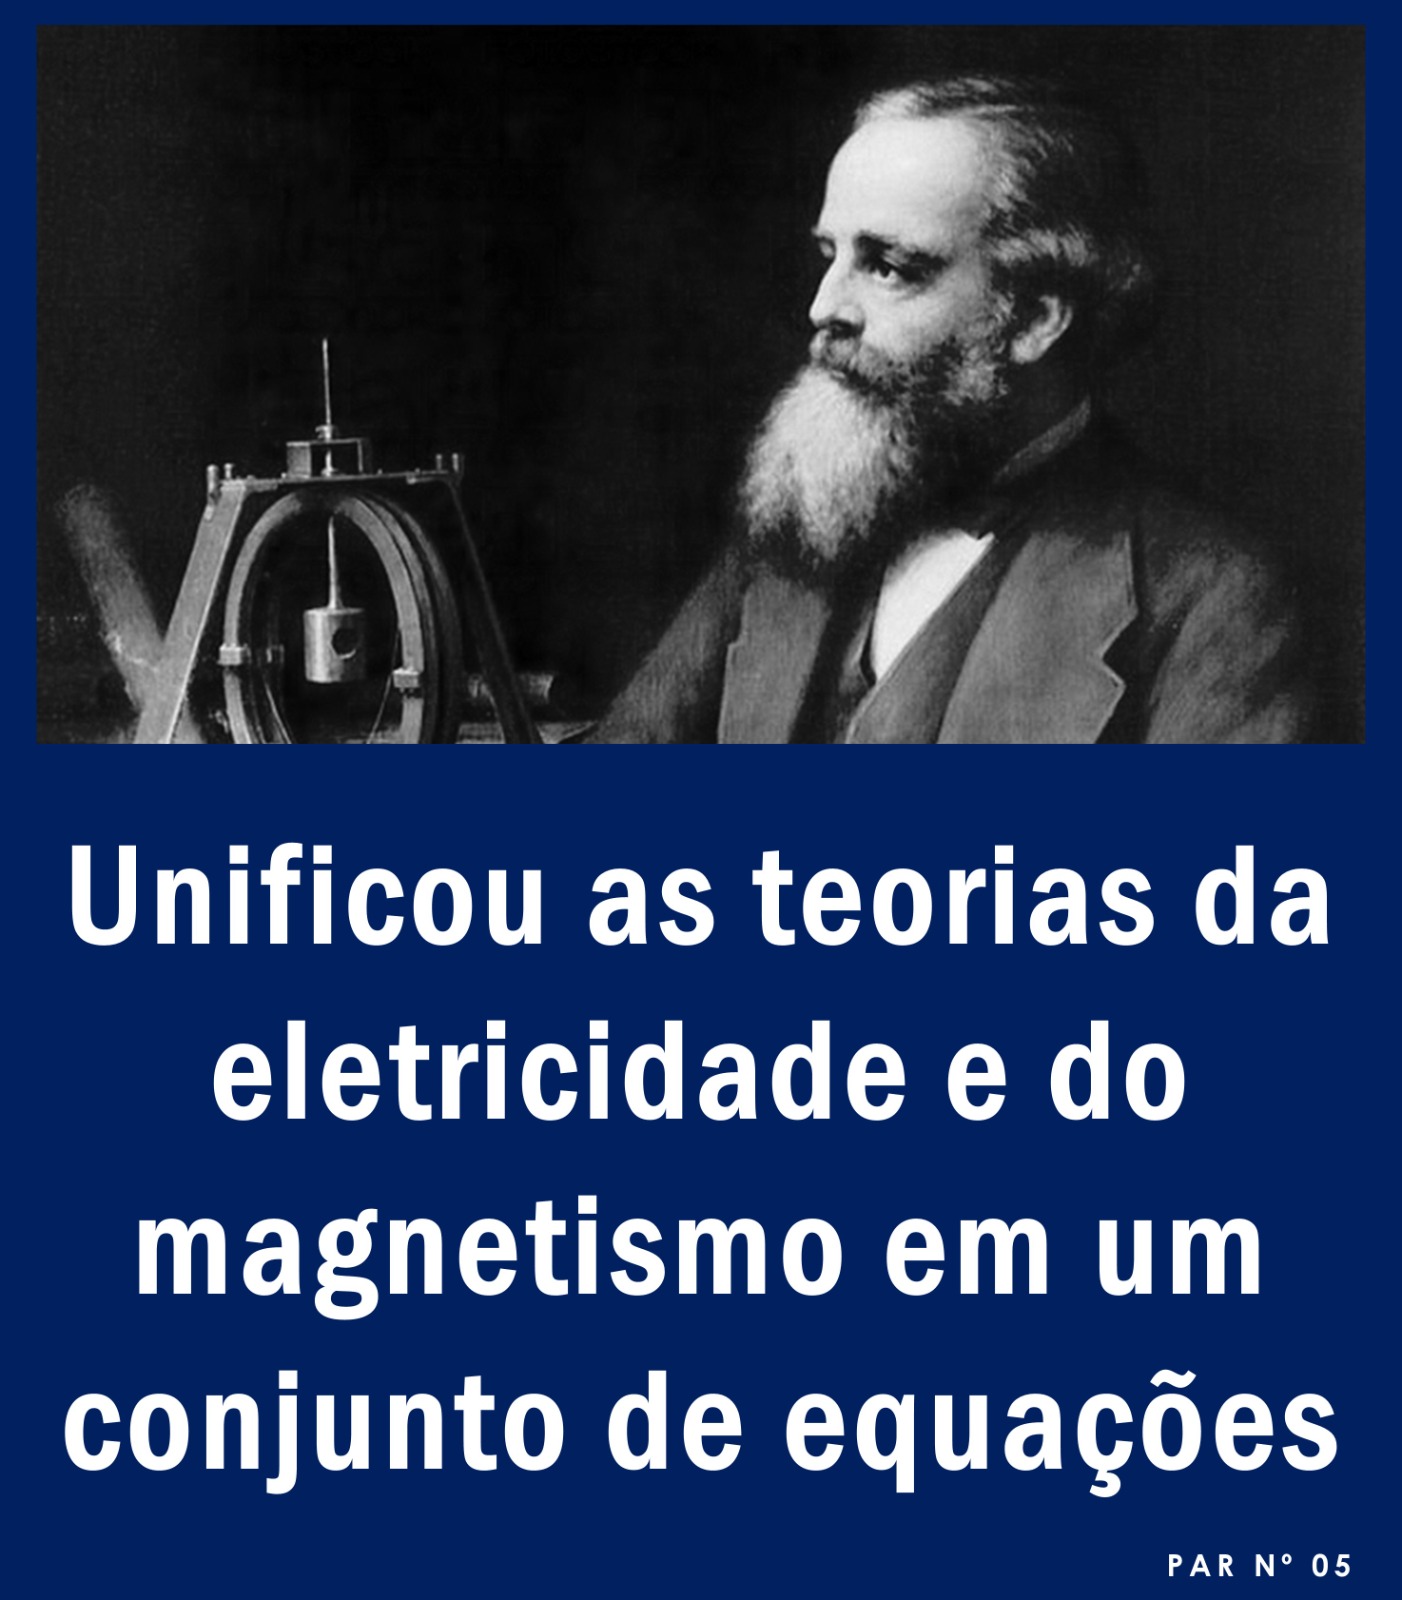 Unificou as teorias da
eletricidade e do
magnetismo em um
conjunto de equações
PAR Nº 05